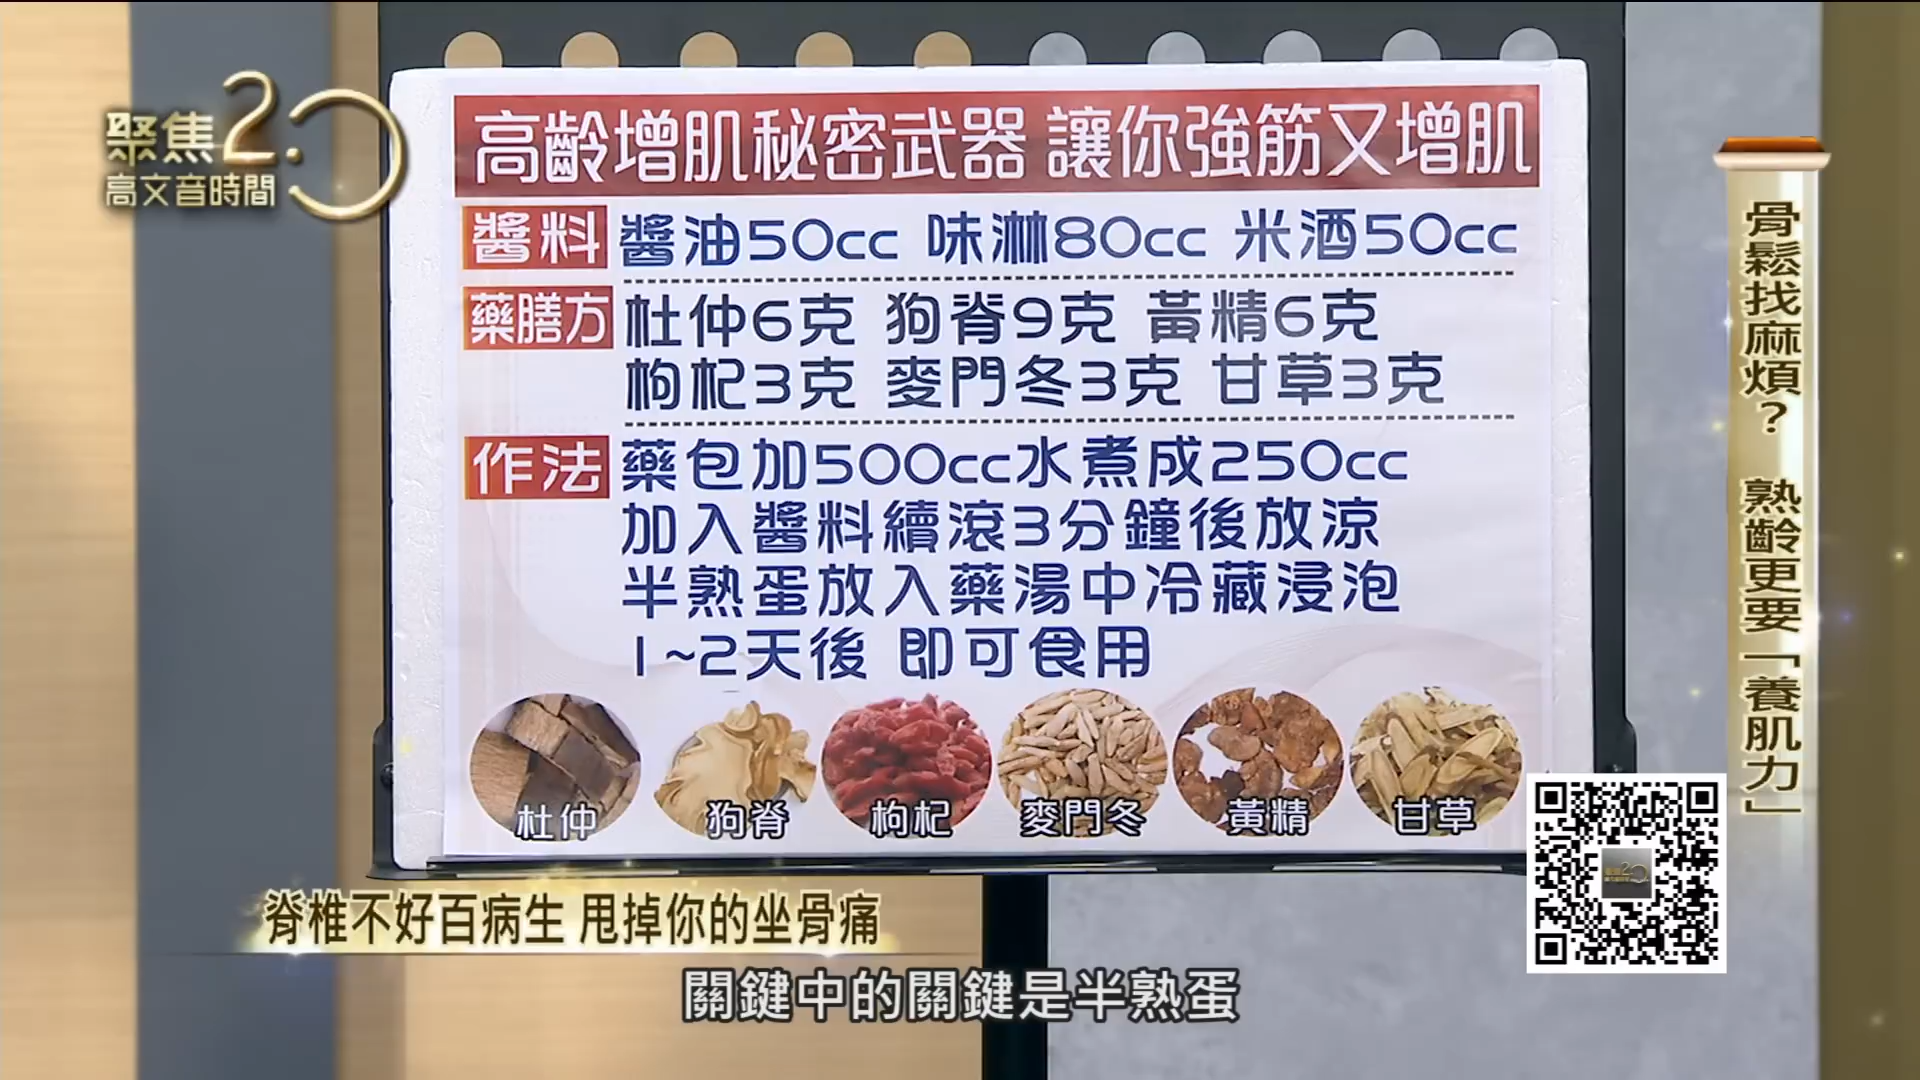 聚焦2.0
高文音時間
高齡增肌秘密武器 讓你強筋又增肌
醬料 醬油50cc 味淋80cc 米酒50cc
藥膳方 杜仲6克 狗脊9克 黃精6克
枸杞3克 麥門冬3克 甘草3克
作法 藥包加500cc水煮成250cc
加入醬料續滾3分鐘後放涼
半熟蛋放入藥湯中冷藏浸泡
1~2天後 即可食用
杜仲 狗脊 枸杞 麥門冬 黃精 甘草
骨鬆找麻煩？ 熟齡更要「養肌力」
脊椎不好百病生 甩掉你的坐骨痛
關鍵中的關鍵是半熟蛋